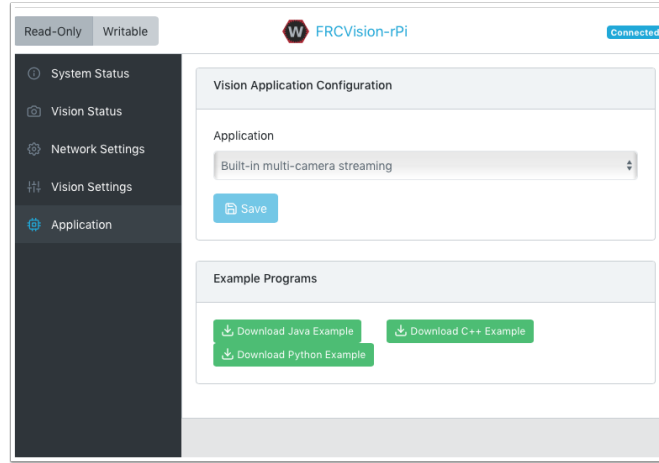 Read-Only Writable W FRCVision-rPi Connected
System Status
Vision Status
Network Settings
Vision Settings
Application
Vision Application Configuration
Application
Built-in multi-camera streaming
Save
Example Programs
Download Java Example Download C++ Example
Download Python Example